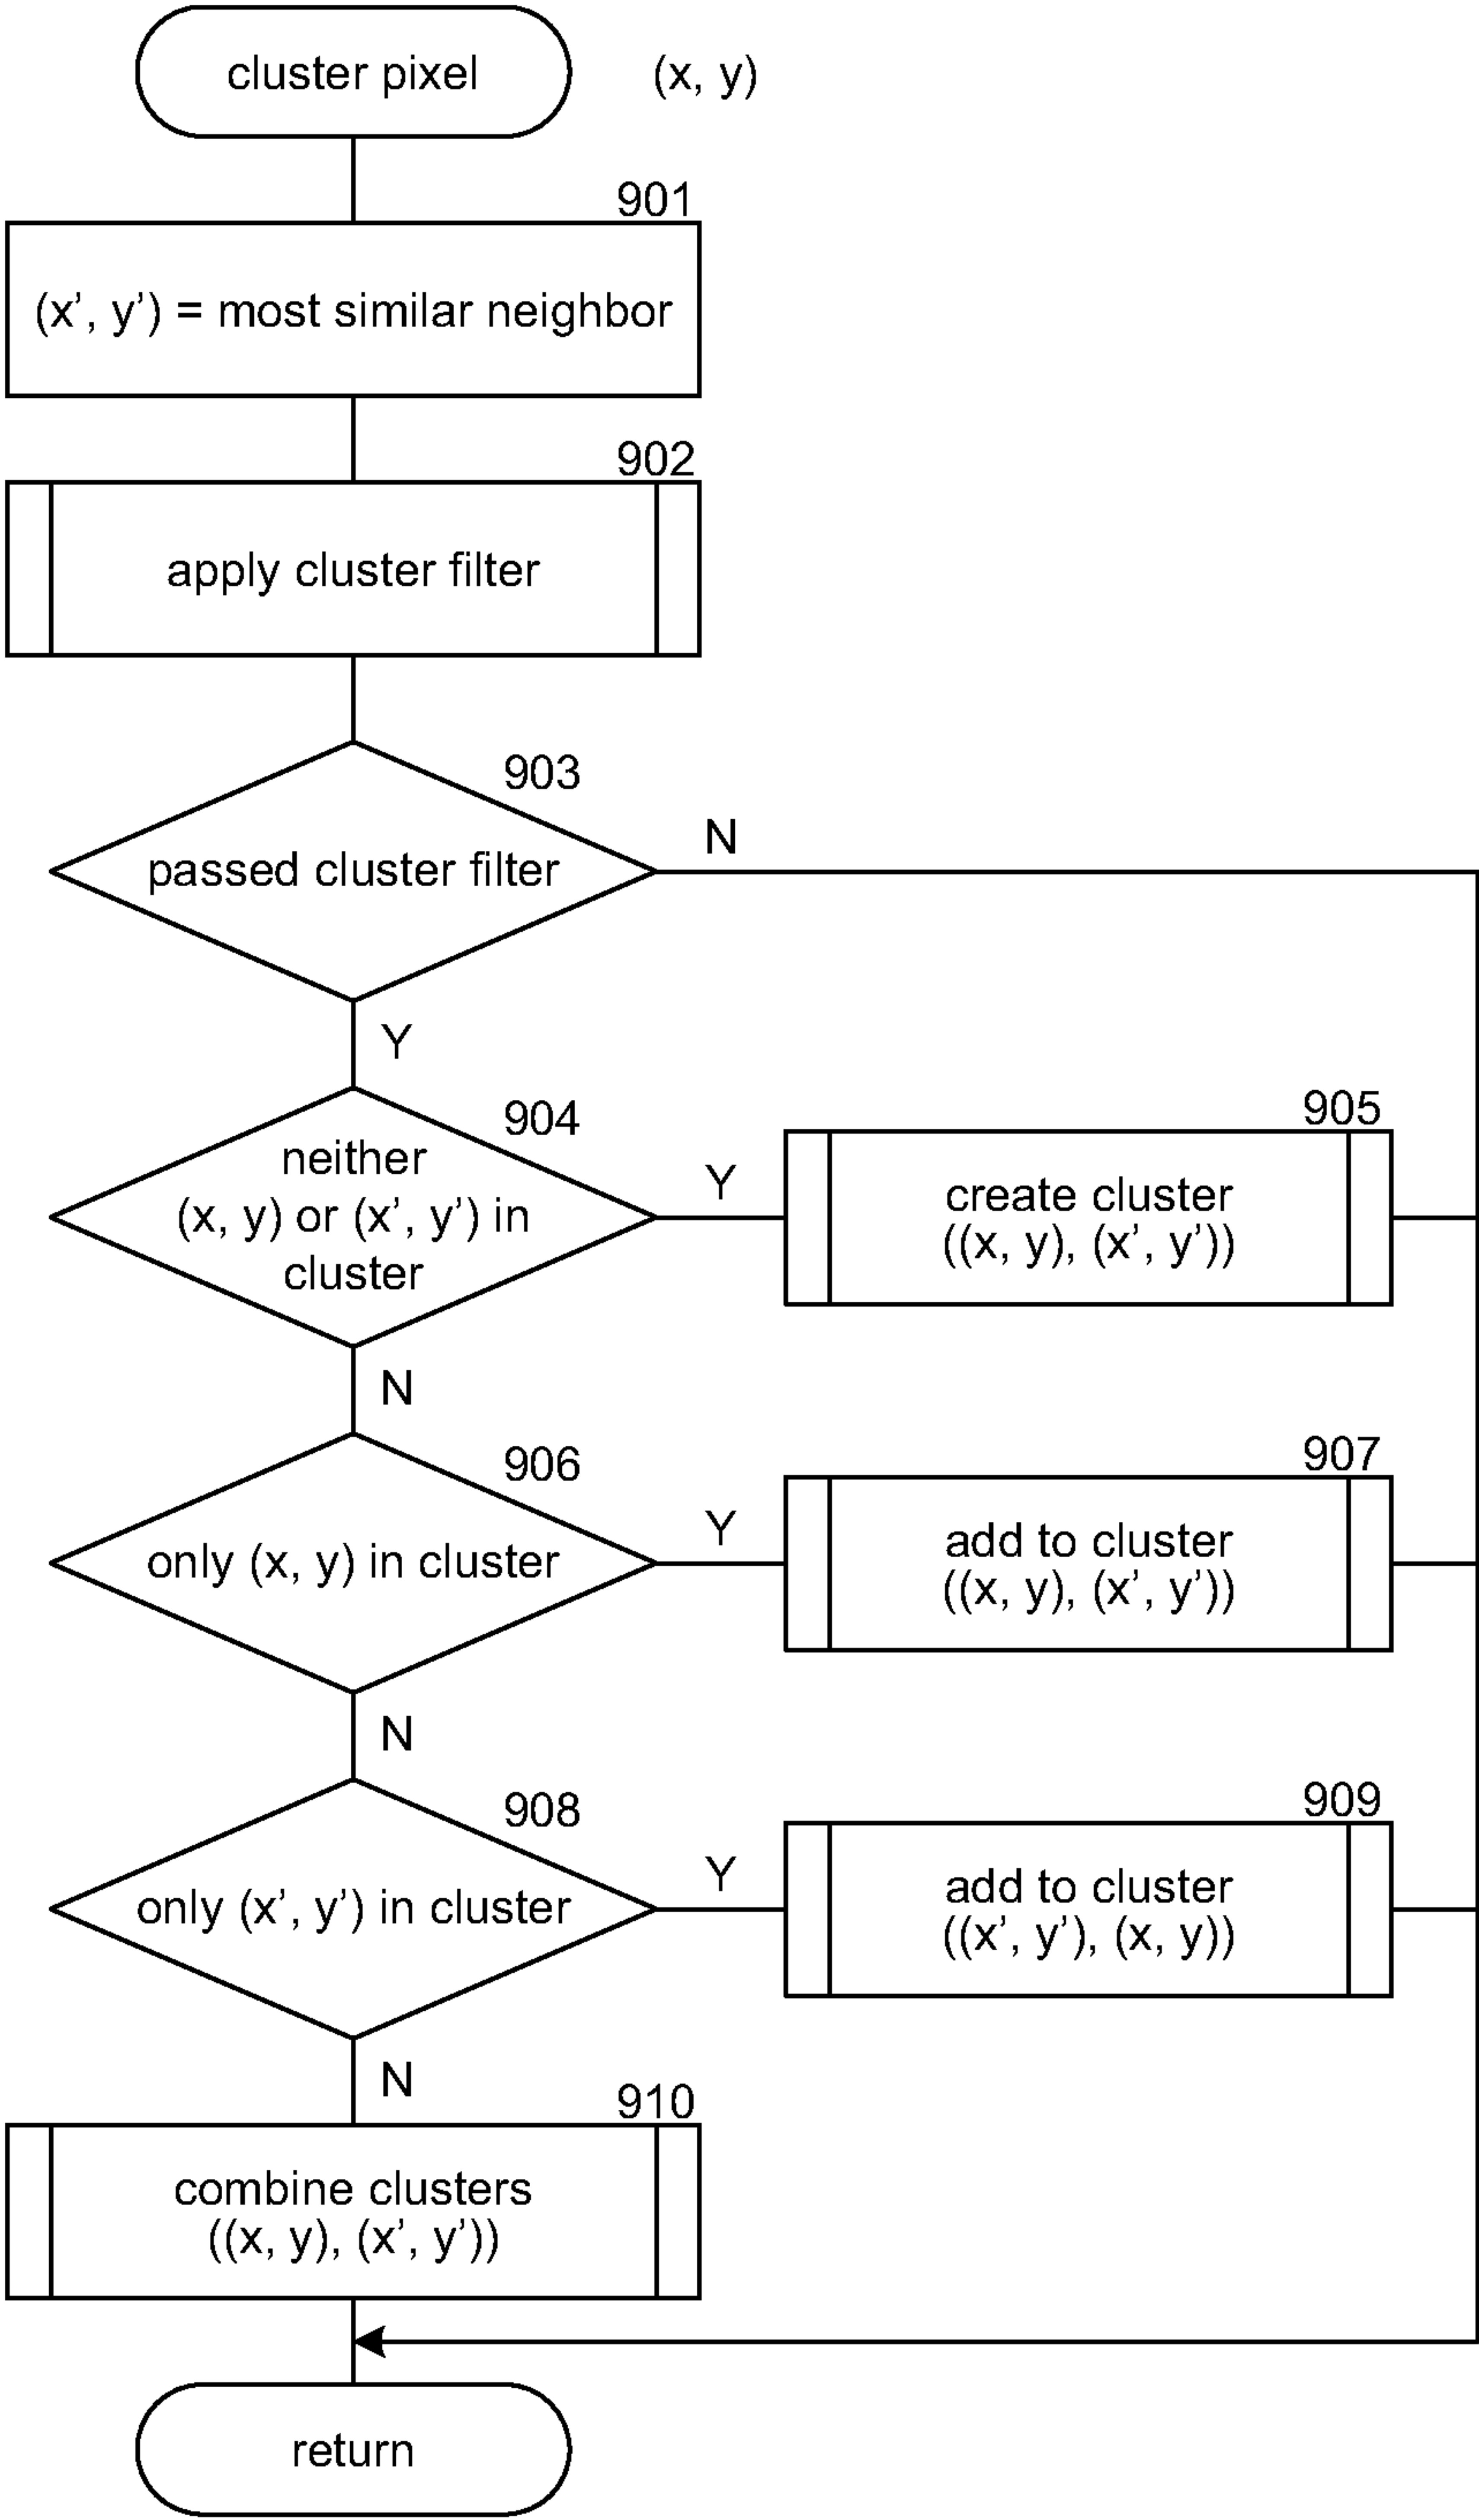 cluster pixel
(x, y)
901
(x’, y’) = most similar neighbor
902
apply cluster filter
903
passed cluster filter
N
Y
904
neither
(x, y) or (x’, y’) in
cluster
Y
905
create cluster
((x, y), (x’, y’))
N
906
only (x, y) in cluster
Y
907
add to cluster
((x, y), (x’, y’))
N
908
only (x’, y’) in cluster
Y
909
add to cluster
((x’, y’), (x, y))
N
910
combine clusters
((x, y), (x’, y’))
return